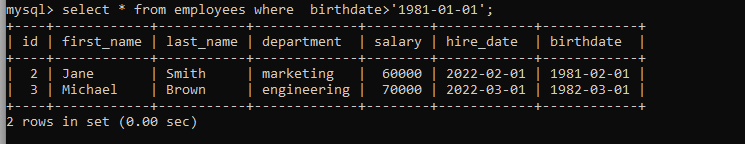 mysql> select * from employees where  birthdate>'1981-01-01';
+----+------------+-----------+-------------+--------+------------+------------+
| id | first_name | last_name | department  | salary | hire_date  | birthdate  |
+----+------------+-----------+-------------+--------+------------+------------+
|  2 | Jane       | Smith     | marketing   |  60000 | 2022-02-01 | 1981-02-01 |
|  3 | Michael    | Brown     | engineering |  70000 | 2022-03-01 | 1982-03-01 |
+----+------------+-----------+-------------+--------+------------+------------+
2 rows in set (0.00 sec)